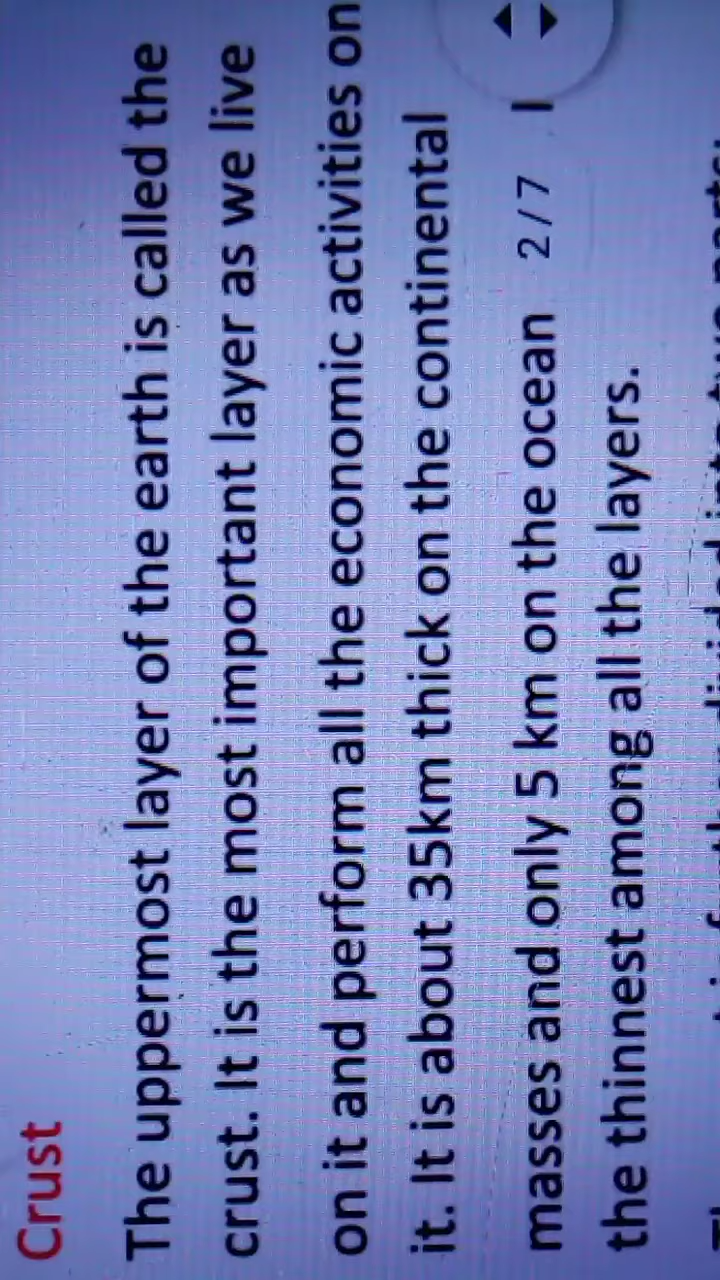 Crust
The uppermost layer of the earth is called the
crust. It is the most important layer as we live
on it and perform all the economic activities on
it. It is about 35km thick on the continental
masses and only 5 km on the ocean 2/7 I
the thinnest among all the layers.